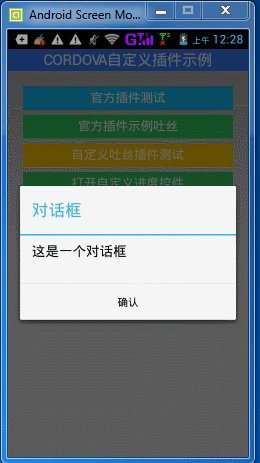 Android Screen Mo...
上午 12:28
CORDOVA自定义插件示例
官方插件测试
官方插件示例吐丝
自定义吐丝插件测试
打开自定义进度控件
对话框
这是一个对话框
确认